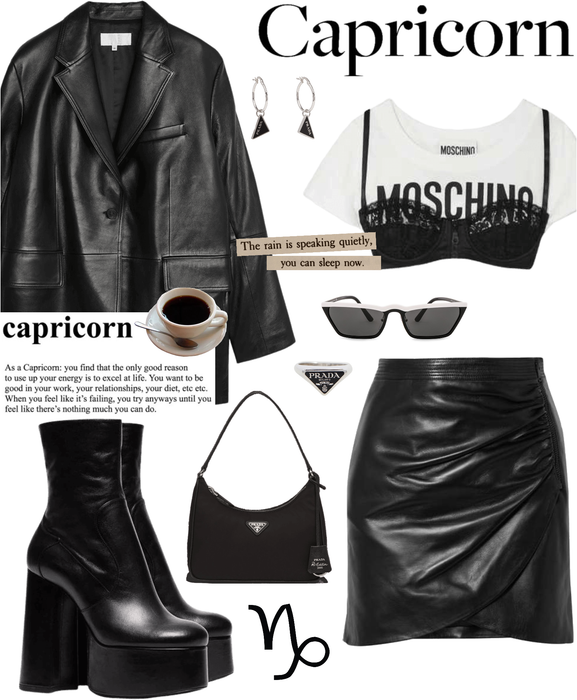 Capricorn
MOSCHINO
MOSCHINO
The rain is speaking quietly,
you can sleep now.
capricorn
As a Capricorn: you find that the only good reason
to use up your energy is to excel at life. You want to be
good in your work, your relationships, your diet, etc etc.
When you feel like it’s failing, you try anyways until you
feel like there’s nothing much you can do.
PRADA
PRADA
PRADA